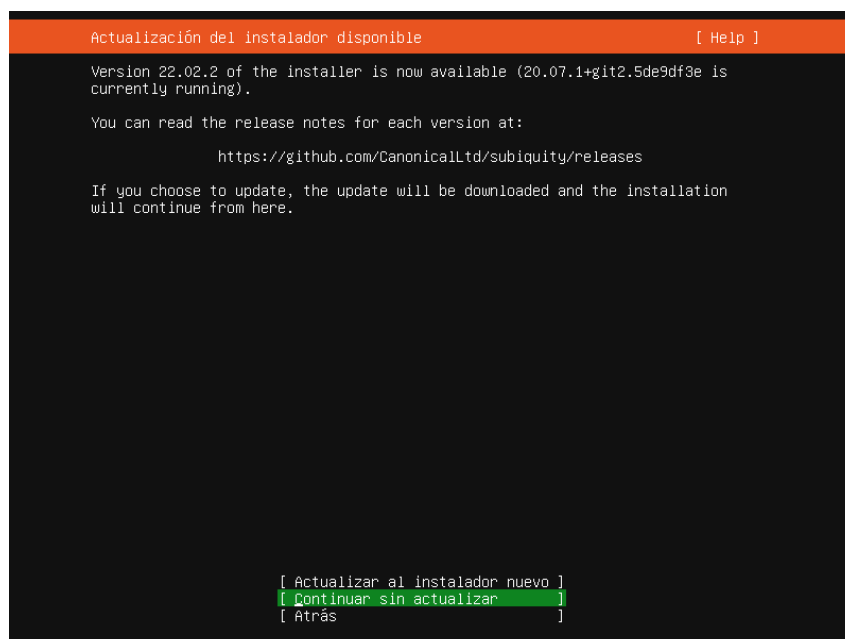 Actualización del instalador disponible [ Help ]
Version 22.02.2 of the installer is now available (20.07.1+git2.5de9df3e is
currently running).
You can read the release notes for each version at:
https://github.com/CanonicalLtd/subiquity/releases
If you choose to update, the update will be downloaded and the installation
will continue from here.
[ Actualizar al instalador nuevo ]
[ Continuar sin actualizar ]
[ Atrás ]